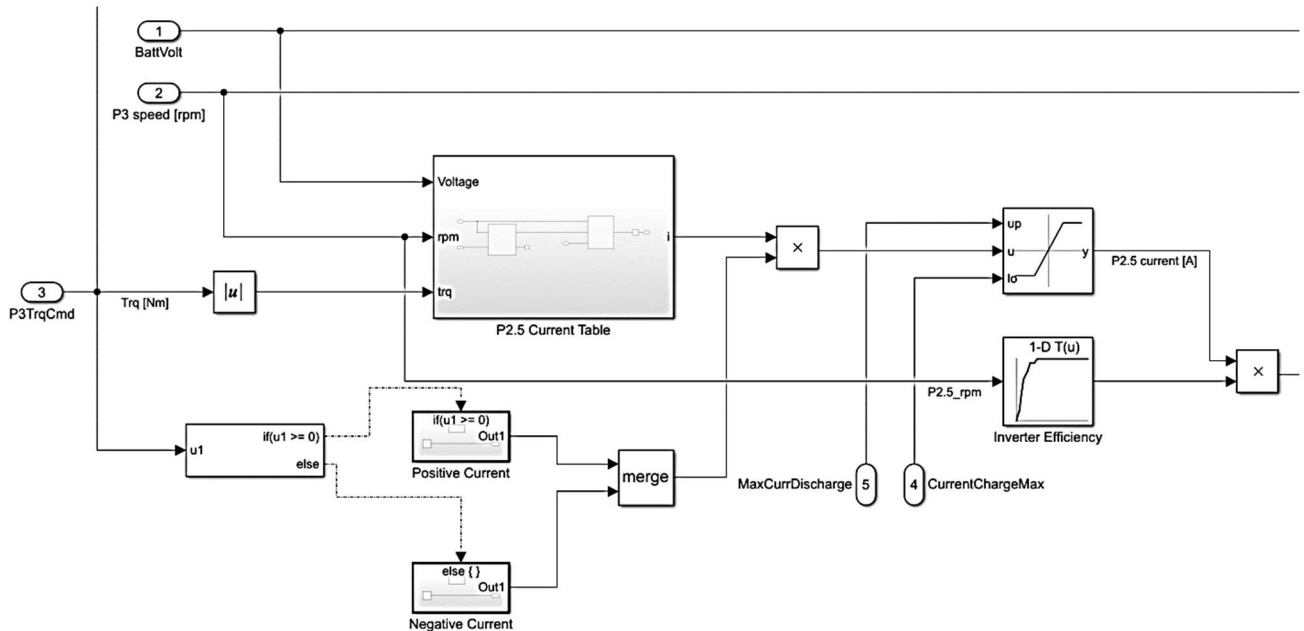 1
BattVolt
2
P3 speed [rpm]
Voltage
rpm
i
trq
P2.5 Current Table
×
up
u
lo
y
P2.5 current [A]
3
P3TrqCmd
Trq [Nm]
|u|
1-D T(u)
P2.5_rpm
Inverter Efficiency
×
u1
if(u1 >= 0)
else
if(u1 >= 0)
Out1
Positive Current
merge
MaxCurrDischarge
5
4
CurrentChargeMax
else { }
Out1
Negative Current